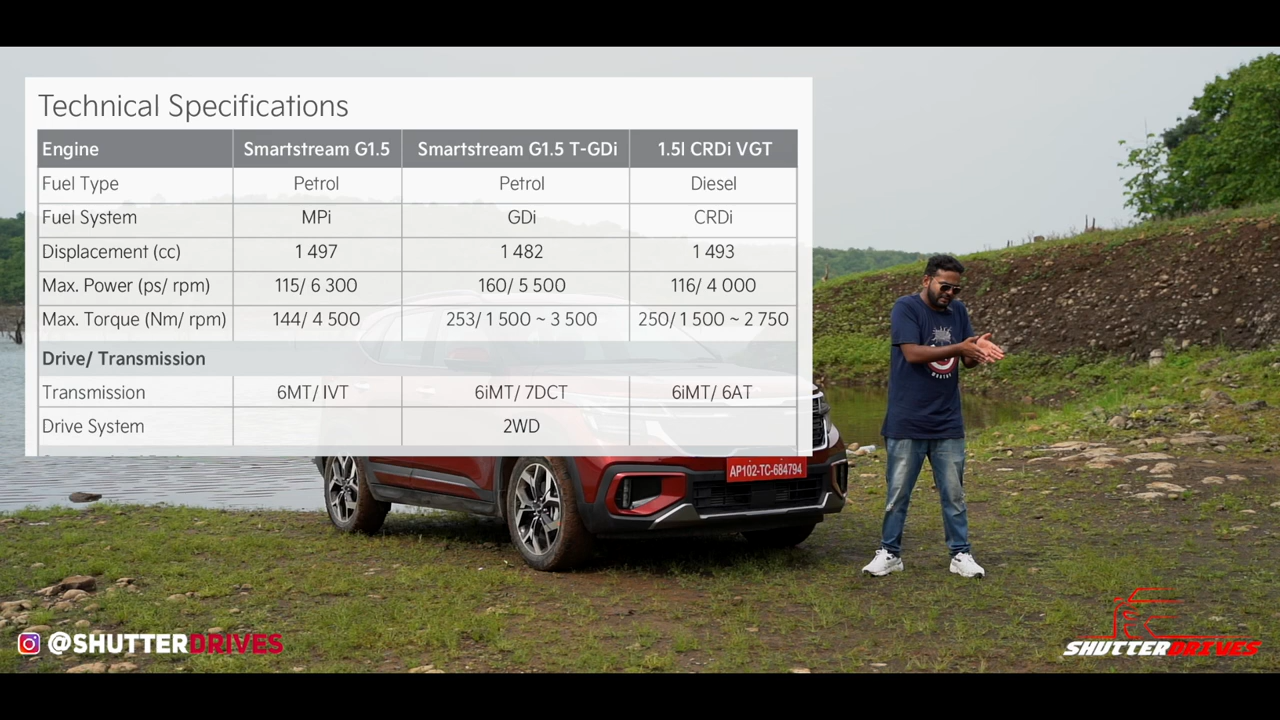 Technical Specifications
Engine Smartstream G1.5 Smartstream G1.5 T-GDi 1.5l CRDi VGT
Fuel Type Petrol Petrol Diesel
Fuel System MPi GDi CRDi
Displacement (cc) 1 497 1 482 1 493
Max. Power (ps/ rpm) 115/ 6 300 160/ 5 500 116/ 4 000
Max. Torque (Nm/ rpm) 144/ 4 500 253/ 1 500 ~ 3 500 250/ 1 500 ~ 2 750
Drive/ Transmission
Transmission 6MT/ IVT 6iMT/ 7DCT 6iMT/ 6AT
Drive System 2WD
AP102-TC-684794
@SHUTTERDRIVES
SHUTTERDRIVES